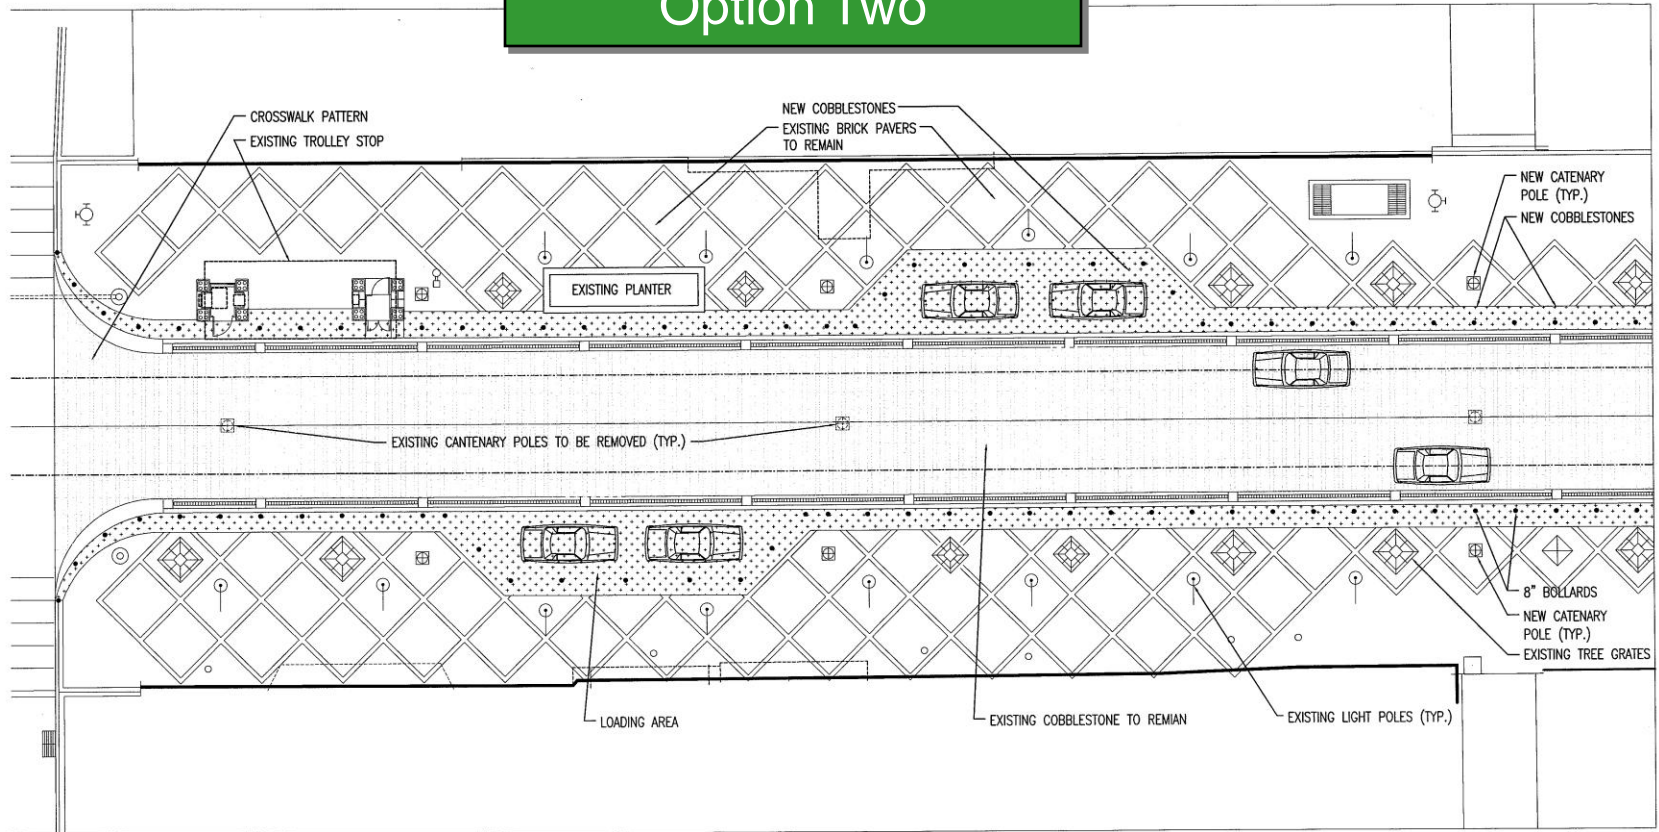 Option Two
CROSSWALK PATTERN
EXISTING TROLLEY STOP
NEW COBBLESTONES
EXISTING BRICK PAVERS
TO REMAIN
NEW CATENARY
POLE (TYP.)
NEW COBBLESTONES
EXISTING PLANTER
EXISTING CANTENARY POLES TO BE REMOVED (TYP.)
8" BOLLARDS
NEW CATENARY
POLE (TYP.)
EXISTING TREE GRATES
LOADING AREA
EXISTING COBBLESTONE TO REMIAN
EXISTING LIGHT POLES (TYP.)